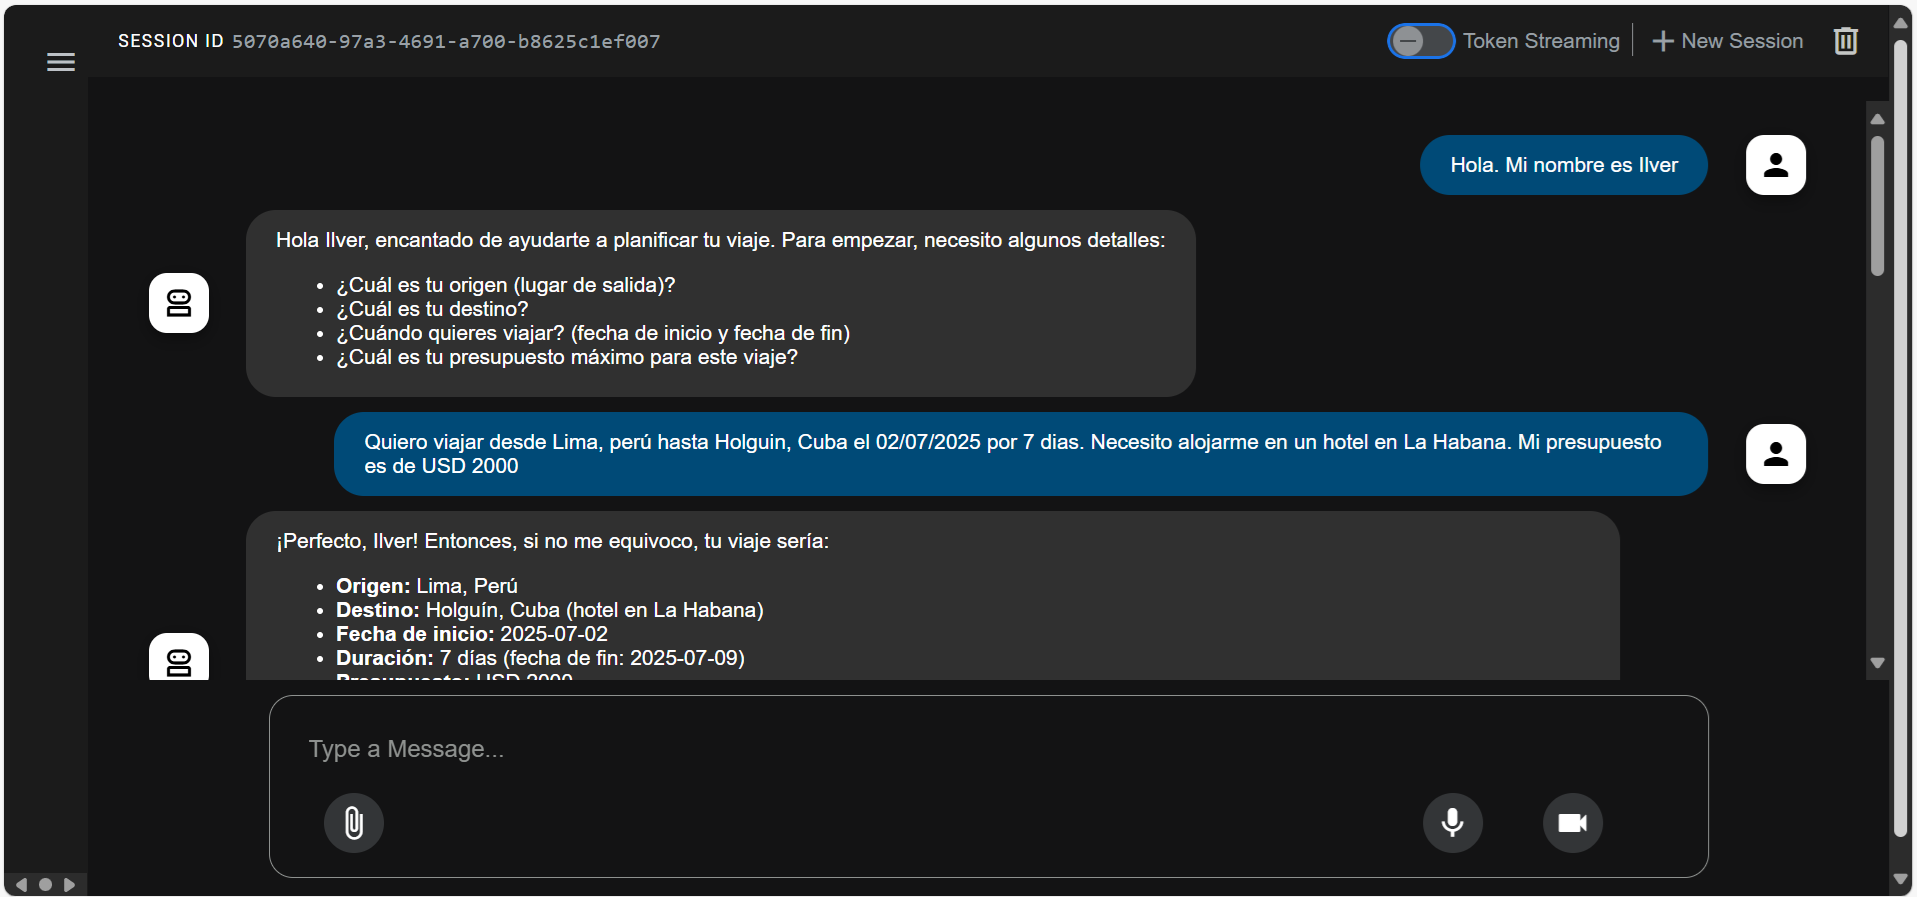 SESSION ID 5070a640-97a3-4691-a700-b8625c1ef007
Token Streaming
New Session
Hola. Mi nombre es Ilver
Hola Ilver, encantado de ayudarte a planificar tu viaje. Para empezar, necesito algunos detalles:
• ¿Cuál es tu origen (lugar de salida)?
• ¿Cuál es tu destino?
• ¿Cuándo quieres viajar? (fecha de inicio y fecha de fin)
• ¿Cuál es tu presupuesto máximo para este viaje?
Quiero viajar desde Lima, perú hasta Holguin, Cuba el 02/07/2025 por 7 dias. Necesito alojarme en un hotel en La Habana. Mi presupuesto
es de USD 2000
¡Perfecto, Ilver! Entonces, si no me equivoco, tu viaje sería:
• Origen: Lima, Perú
• Destino: Holguín, Cuba (hotel en La Habana)
• Fecha de inicio: 2025-07-02
• Duración: 7 días (fecha de fin: 2025-07-09)
• Presupuesto: USD 2000
Type a Message...